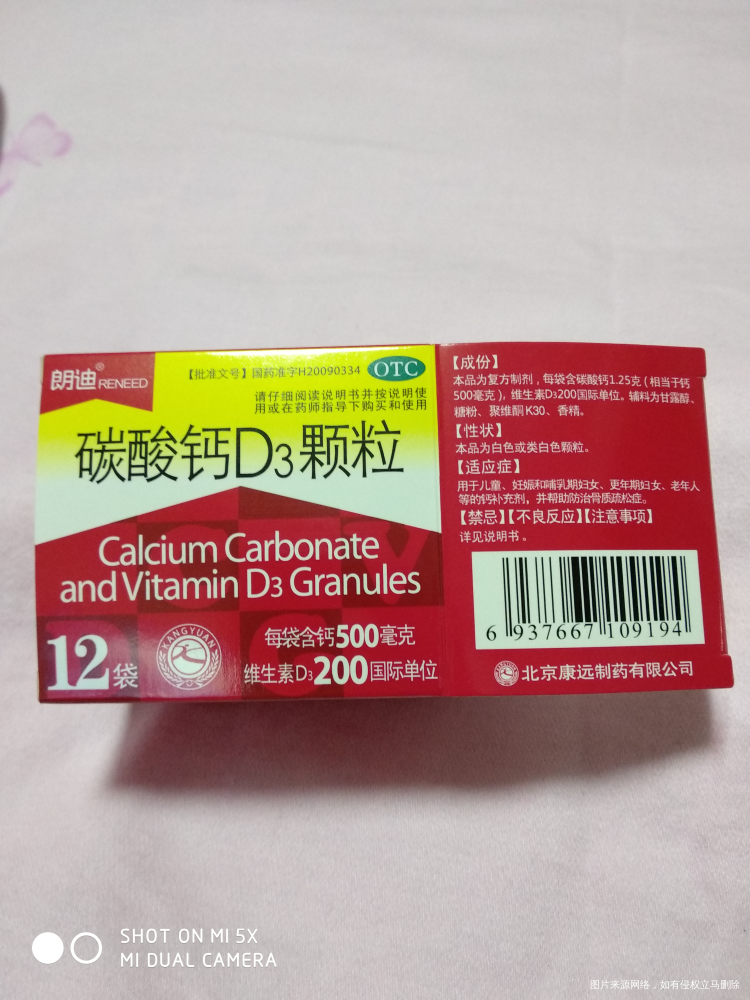 朗迪®
RENEED
【批准文号】国药准字H20090334
OTC
请仔细阅读说明书并按说明使
用或在药师指导下购买和使用
碳酸钙D3颗粒
Calcium Carbonate
and Vitamin D3 Granules
12袋
KANGYUAN
每袋含钙500毫克
维生素D3200国际单位
【成份】
本品为复方制剂，每袋含碳酸钙1.25克（相当于钙
500毫克），维生素D3200国际单位。辅料为甘露醇、
糖粉、聚维酮K30、香精。
【性状】
本品为白色或类白色颗粒。
【适应症】
用于儿童、妊娠和哺乳期妇女、更年期妇女、老年人
等的钙补充剂，并帮助防治骨质疏松症。
【禁忌】【不良反应】【注意事项】
详见说明书。
6 937667 109194
北京康远制药有限公司
SHOT ON MI 5X
MI DUAL CAMERA
图片来源网络，如有侵权立马删除